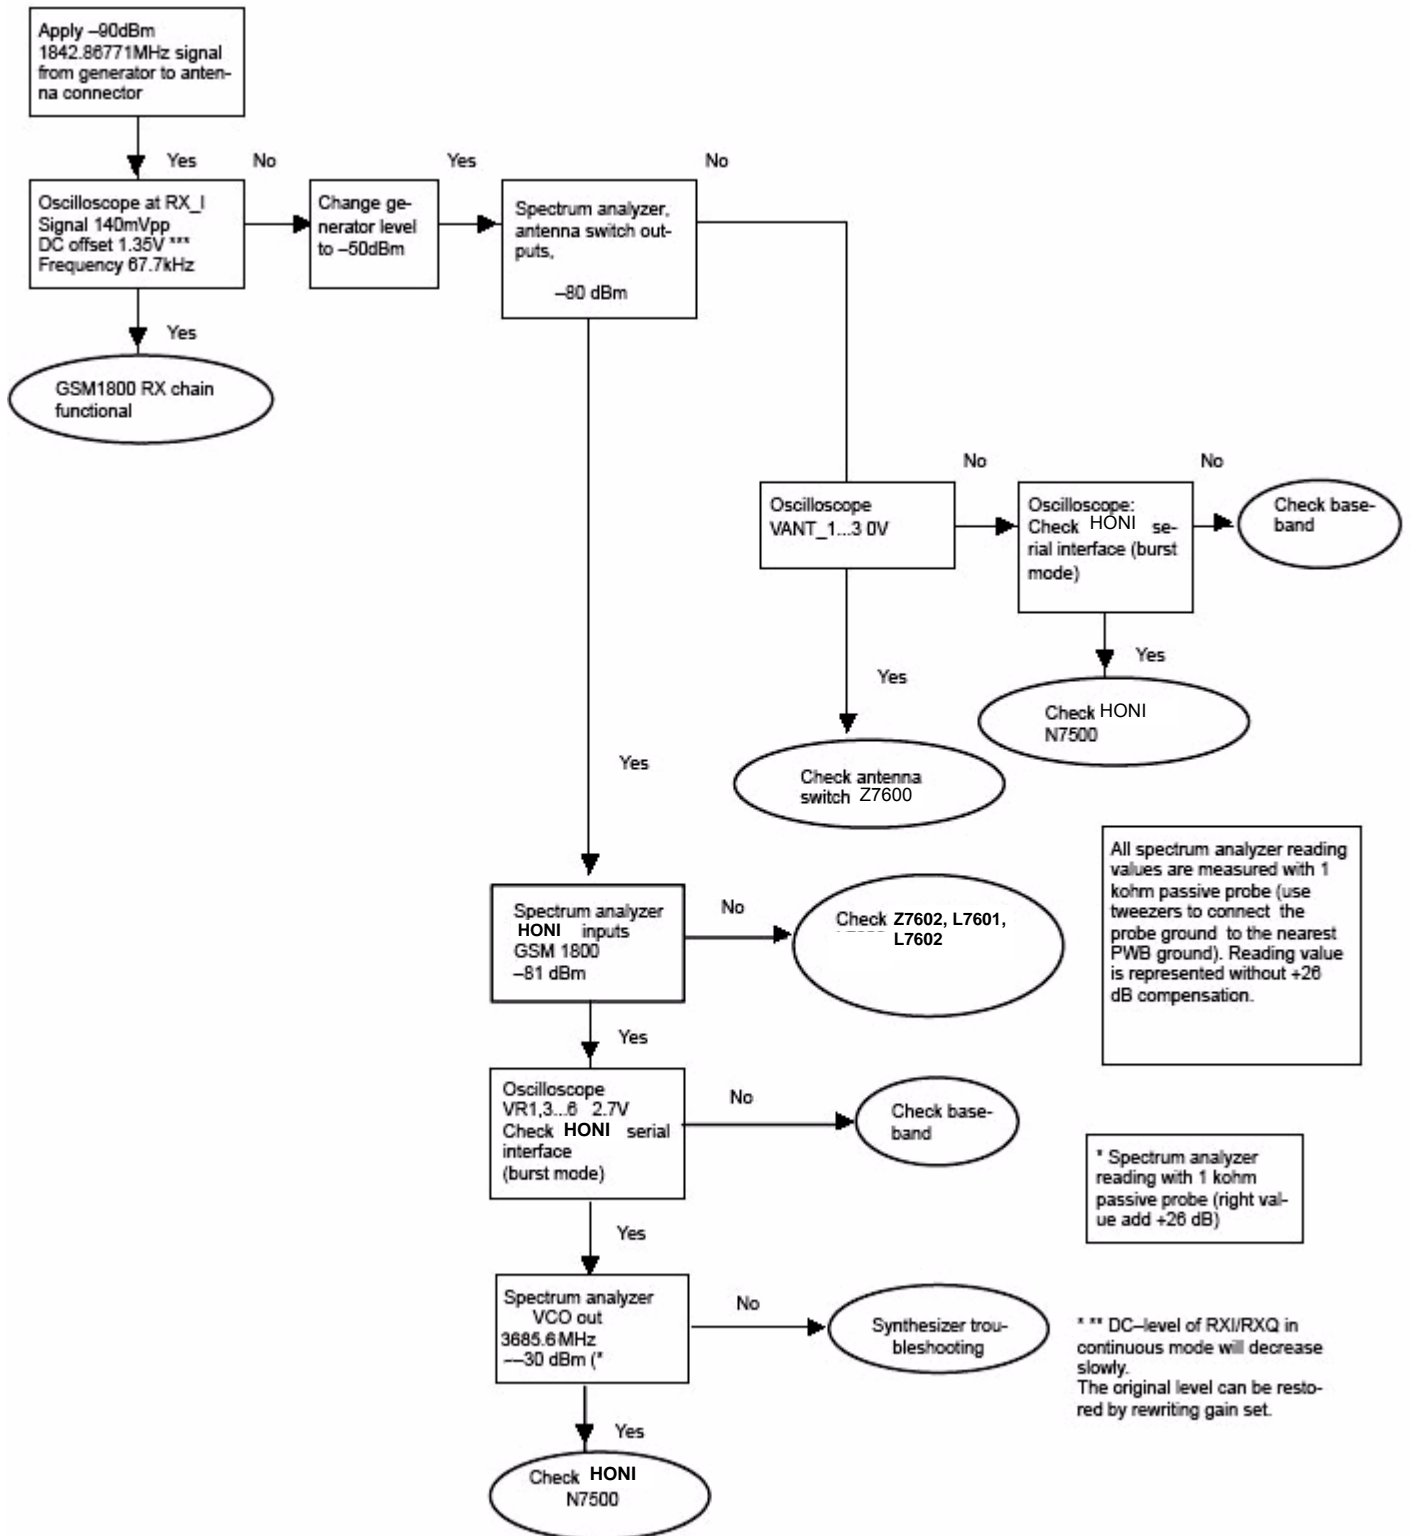 Apply –90dBm
1842.86771MHz signal
from generator to anten-
na connector
Yes
No
Yes
No
Oscilloscope at RX_I
Signal 140mVpp
DC offset 1.35V ***
Frequency 67.7kHz
Change ge-
nerator level
to –50dBm
Spectrum analyzer,
antenna switch out-
puts,
–80 dBm
Yes
GSM1800 RX chain
functional
No
No
Oscilloscope
VANT_1...3 0V
Oscilloscope:
Check HONI se-
rial interface (burst
mode)
Check base-
band
Yes
Yes
Check HONI
N7500
Yes
Check antenna
switch Z7600
All spectrum analyzer reading
values are measured with 1
kohm passive probe (use
tweezers to connect the
probe ground to the nearest
PWB ground). Reading value
is represented without +26
dB compensation.
Spectrum analyzer
HONI inputs
GSM 1800
–81 dBm
No
Check Z7602, L7601,
L7602
Yes
Oscilloscope
VR1,3...6 2.7V
Check HONI serial
interface
(burst mode)
No
Check base-
band
* Spectrum analyzer
reading with 1 kohm
passive probe (right val-
ue add +26 dB)
Yes
Spectrum analyzer
VCO out
3685.6MHz
–-30 dBm (*
No
Synthesizer trou-
bleshooting
* ** DC–level of RXI/RXQ in
continuous mode will decrease
slowly.
The original level can be resto-
red by rewriting gain set.
Yes
Check HONI
N7500